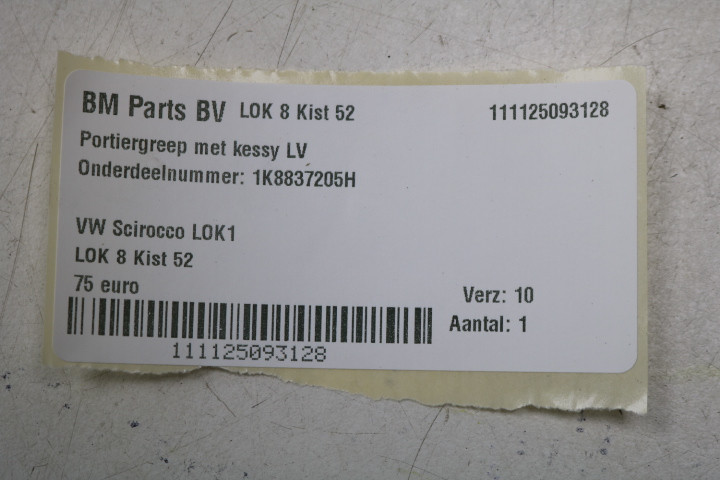 BM Parts BV LOK 8 Kist 52 111125093128
Portiergreep met kessy LV
Onderdeelnummer: 1K8837205H
VW Scirocco LOK1
LOK 8 Kist 52
75 euro
Verz: 10
Aantal: 1
111125093128